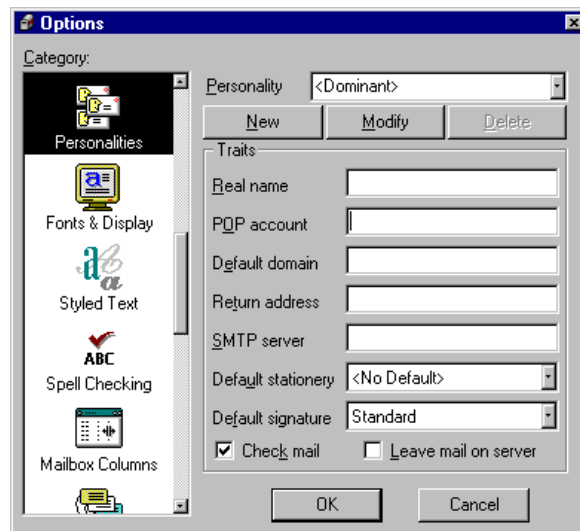 Options
Category:
Personalities
Fonts & Display
Styled Text
ABC
Spell Checking
Mailbox Columns
Personality <Dominant>
New Modify Delete
Traits
Real name
POP account
Default domain
Return address
SMTP server
Default stationery <No Default>
Default signature Standard
Check mail Leave mail on server
OK Cancel